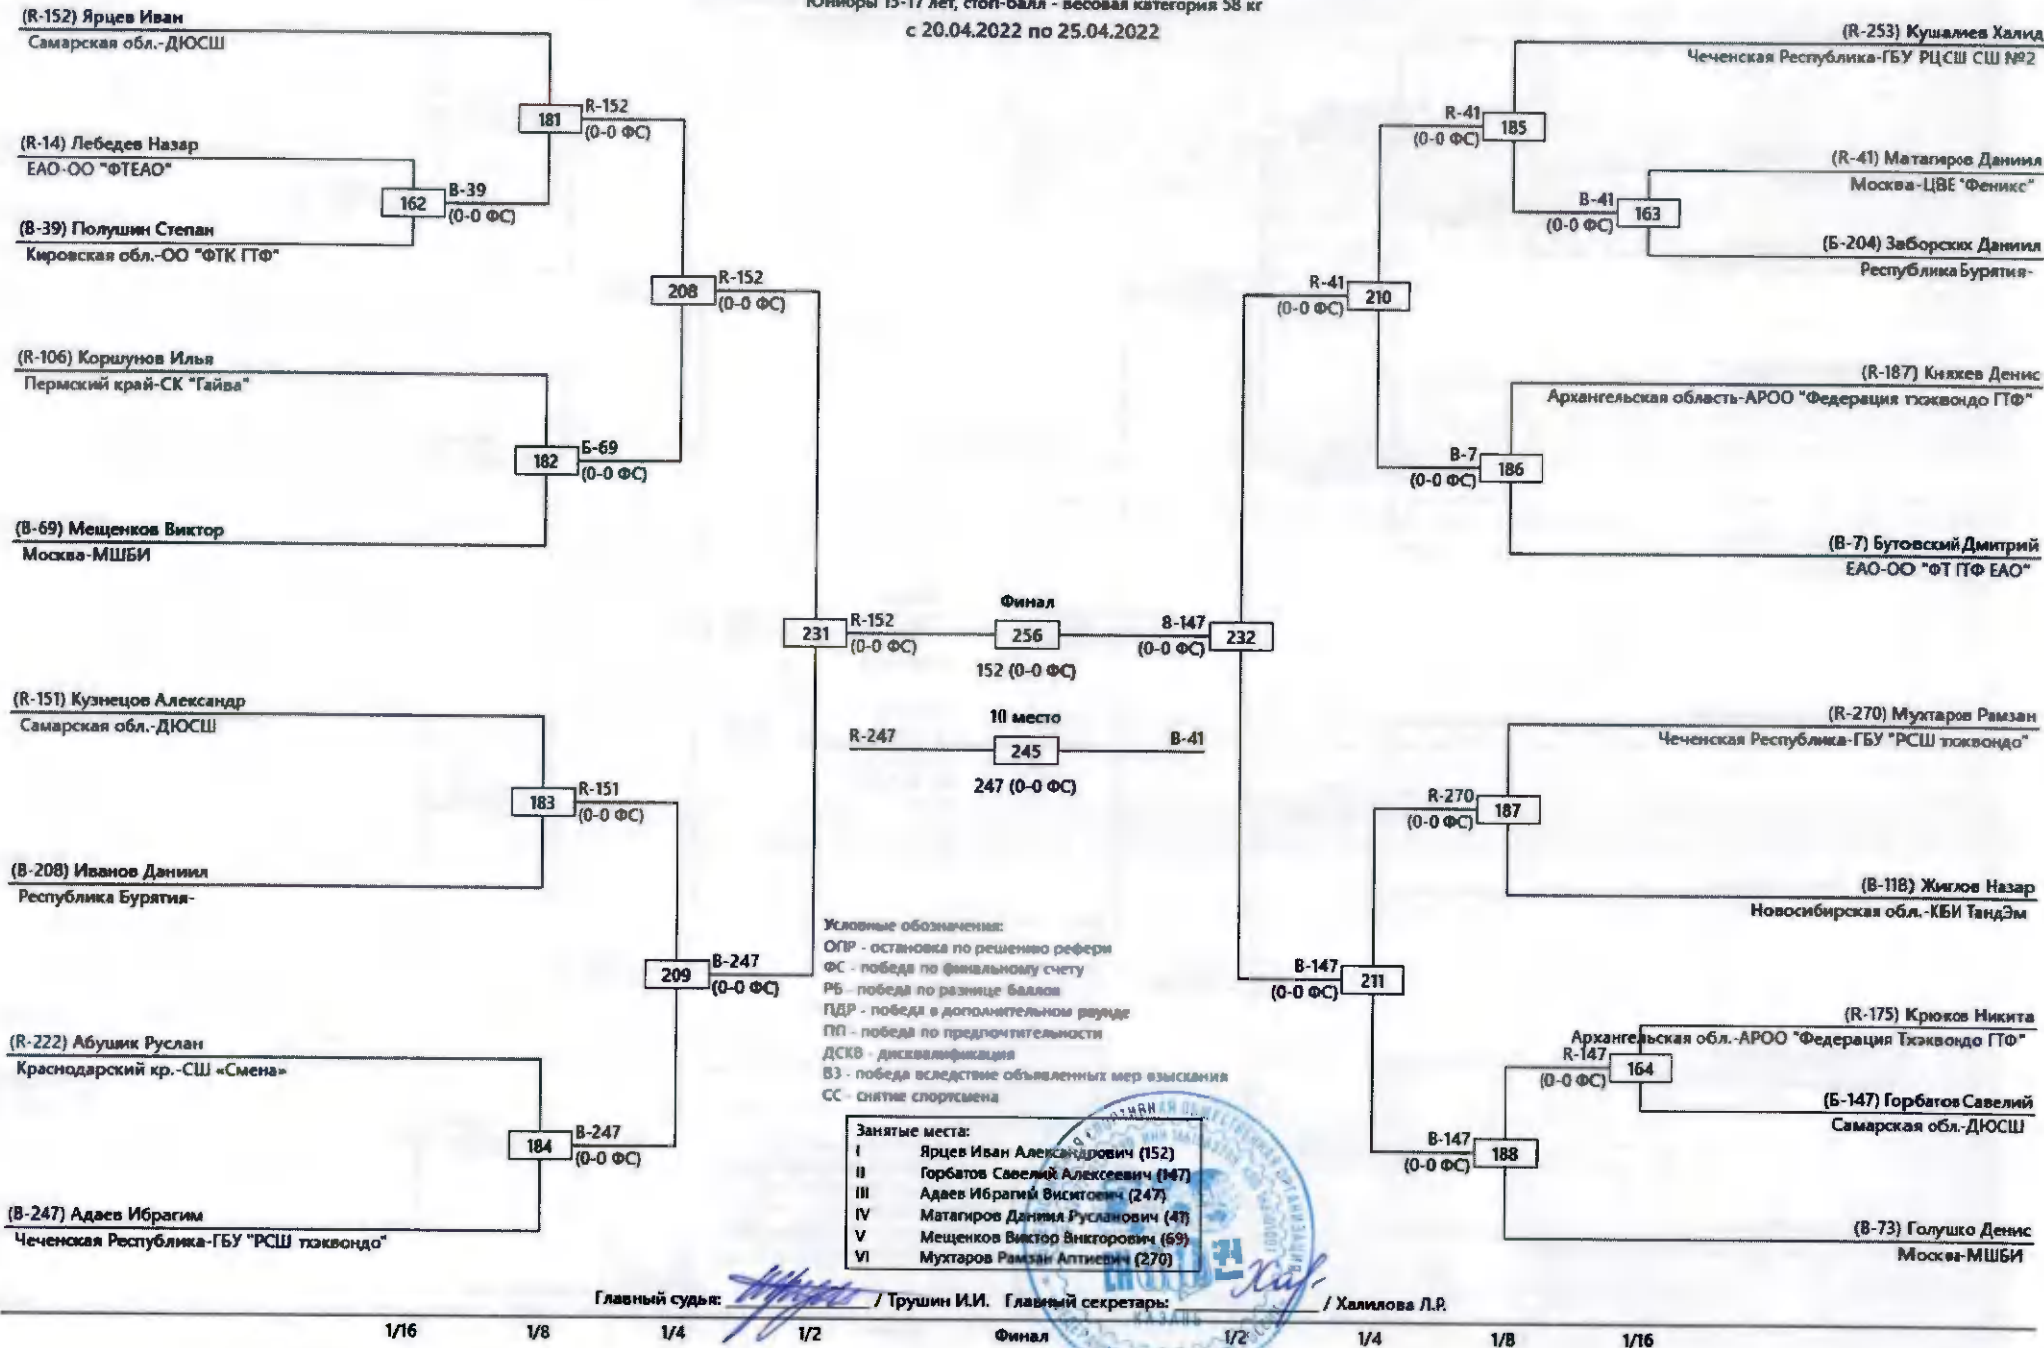 Юниоры 15-17 лет, стоп-балл - весовая категория 58 кг
с 20.04.2022 по 25.04.2022
(R-152) Ярцев Иван
Самарская обл.-ДЮСШ
181
R-152
(0-0 ФС)
(R-14) Лебедев Назар
ЕАО-ОО "ФТЕАО"
162
B-39
(0-0 ФС)
(B-39) Полушин Степан
Кировская обл.-ОО "ФТК ГТФ"
208
R-152
(0-0 ФС)
(R-106) Коршунов Илья
Пермский край-СК "Гайва"
182
Б-69
(0-0 ФС)
(B-69) Мещенков Виктор
Москва-МШБИ
231
R-152
(0-0 ФС)
(R-151) Кузнецов Александр
Самарская обл.-ДЮСШ
183
R-151
(0-0 ФС)
(B-208) Иванов Даниил
Республика Бурятия-
209
B-247
(0-0 ФС)
(R-222) Абушик Руслан
Краснодарский кр.-СШ «Смена»
184
B-247
(0-0 ФС)
(B-247) Адаев Ибрагим
Чеченская Республика-ГБУ "РСШ тхэквондо"
Финал
256
152 (0-0 ФС)
10 место
R-247
245
B-41
247 (0-0 ФС)
(R-253) Кушалиев Халид
Чеченская Республика-ГБУ РЦСШ СШ №2
R-41
(0-0 ФС)
185
(R-41) Матагиров Даниил
Москва-ЦВЕ "Феникс"
B-41
(0-0 ФС)
163
(Б-204) Заборских Даниил
Республика Бурятия-
R-41
(0-0 ФС)
210
(R-187) Княжев Денис
Архангельская область-АРОО "Федерация тхэквондо ГТФ"
B-7
(0-0 ФС)
186
(B-7) Бутовский Дмитрий
ЕАО-ОО "ФТ ГТФ ЕАО"
B-147
(0-0 ФС)
232
(R-270) Мухтаров Рамзан
Чеченская Республика-ГБУ "РСШ тхэквондо"
R-270
(0-0 ФС)
187
(B-118) Жиглов Назар
Новосибирская обл.-КБИ ТандЭм
B-147
(0-0 ФС)
211
(R-175) Крюков Никита
Архангельская обл.-АРОО "Федерация Тхэквондо ГТФ"
R-147
(0-0 ФС)
164
(Б-147) Горбатов Савелий
Самарская обл.-ДЮСШ
B-147
(0-0 ФС)
188
(B-73) Голушко Денис
Москва-МШБИ
Условные обозначения:
ОПР - остановка по решению рефери
ФС - победа по финальному счету
РБ - победа по разнице баллов
ПДР - победа в дополнительном раунде
ПП - победа по предпочтительности
ДСКВ - дисквалификация
ВЗ - победа вследствие объявленных мер взыскания
СС - снятие спортсмена
Занятые места:
I Ярцев Иван Александрович (152)
II Горбатов Савелий Алексеевич (147)
III Адаев Ибрагим Виситович (247)
IV Матагиров Даниил Русланович (41)
V Мещенков Виктор Викторович (69)
VI Мухтаров Рамзан Аптиевич (270)
КАЗАНЬ
Главный судья: / Трушин И.И. Главный секретарь: / Халилова Л.Р.
1/16 1/8 1/4 1/2 Финал 1/2 1/4 1/8 1/16